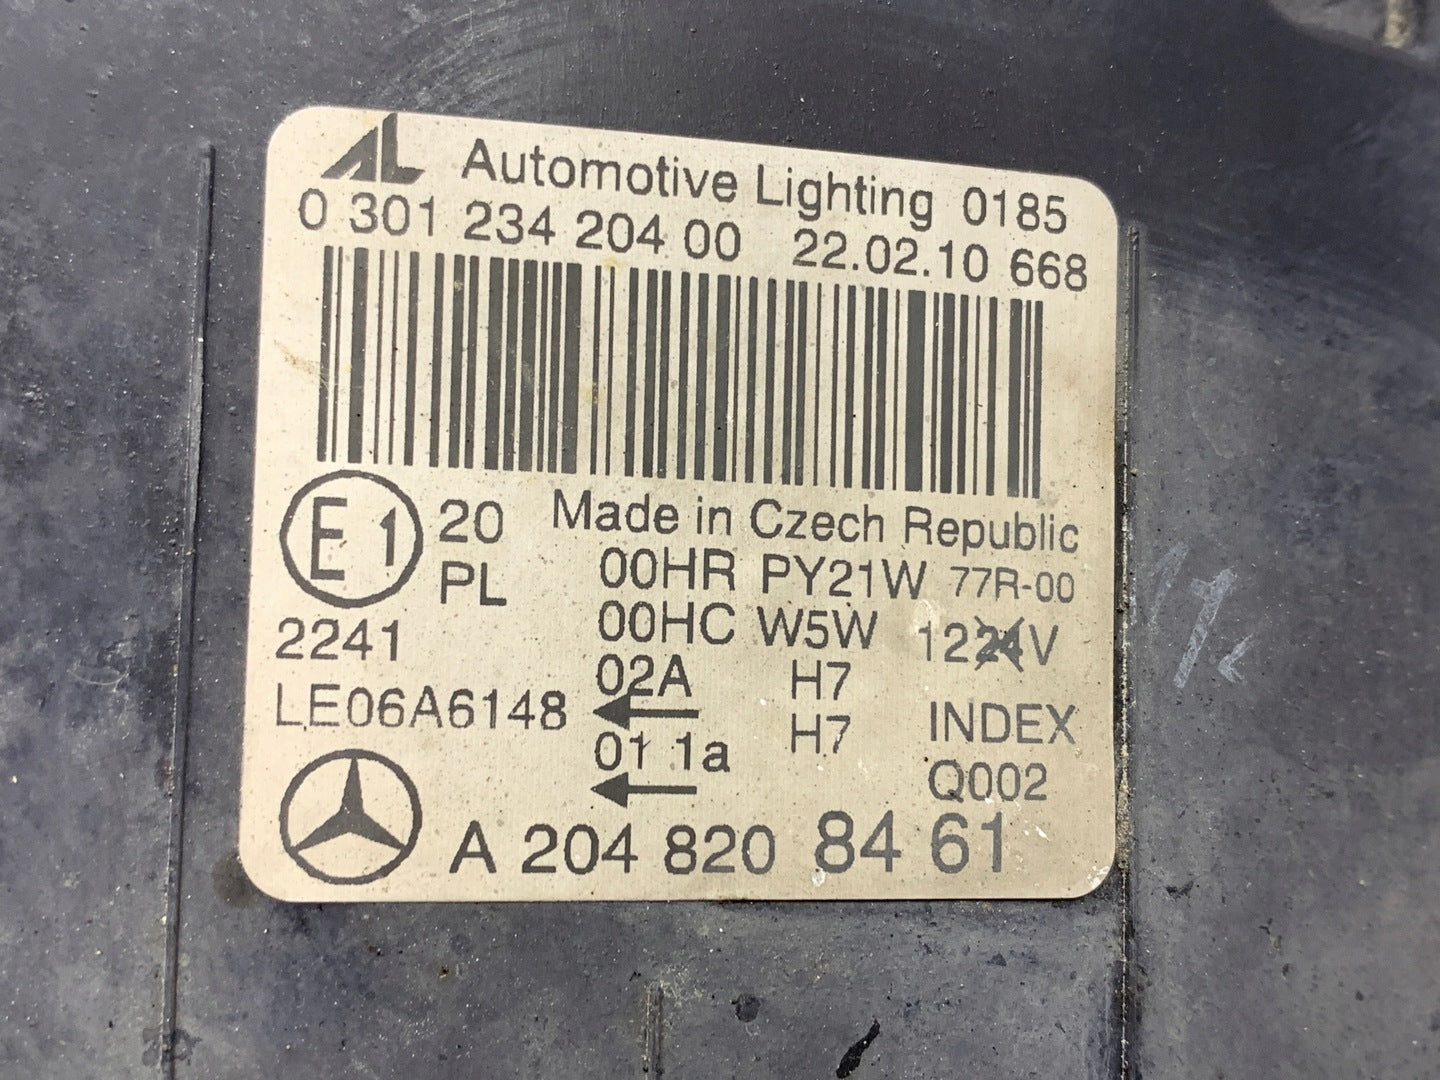 AL Automotive Lighting 0185
0 301 234 204 00 22.02.10 668
E1 20 Made in Czech Republic
PL 00HR PY21W 77R-00
2241 00HC W5W 1224V
02A H7
LE06A6148 01 1a H7 INDEX
Q002
A 204 820 84 61